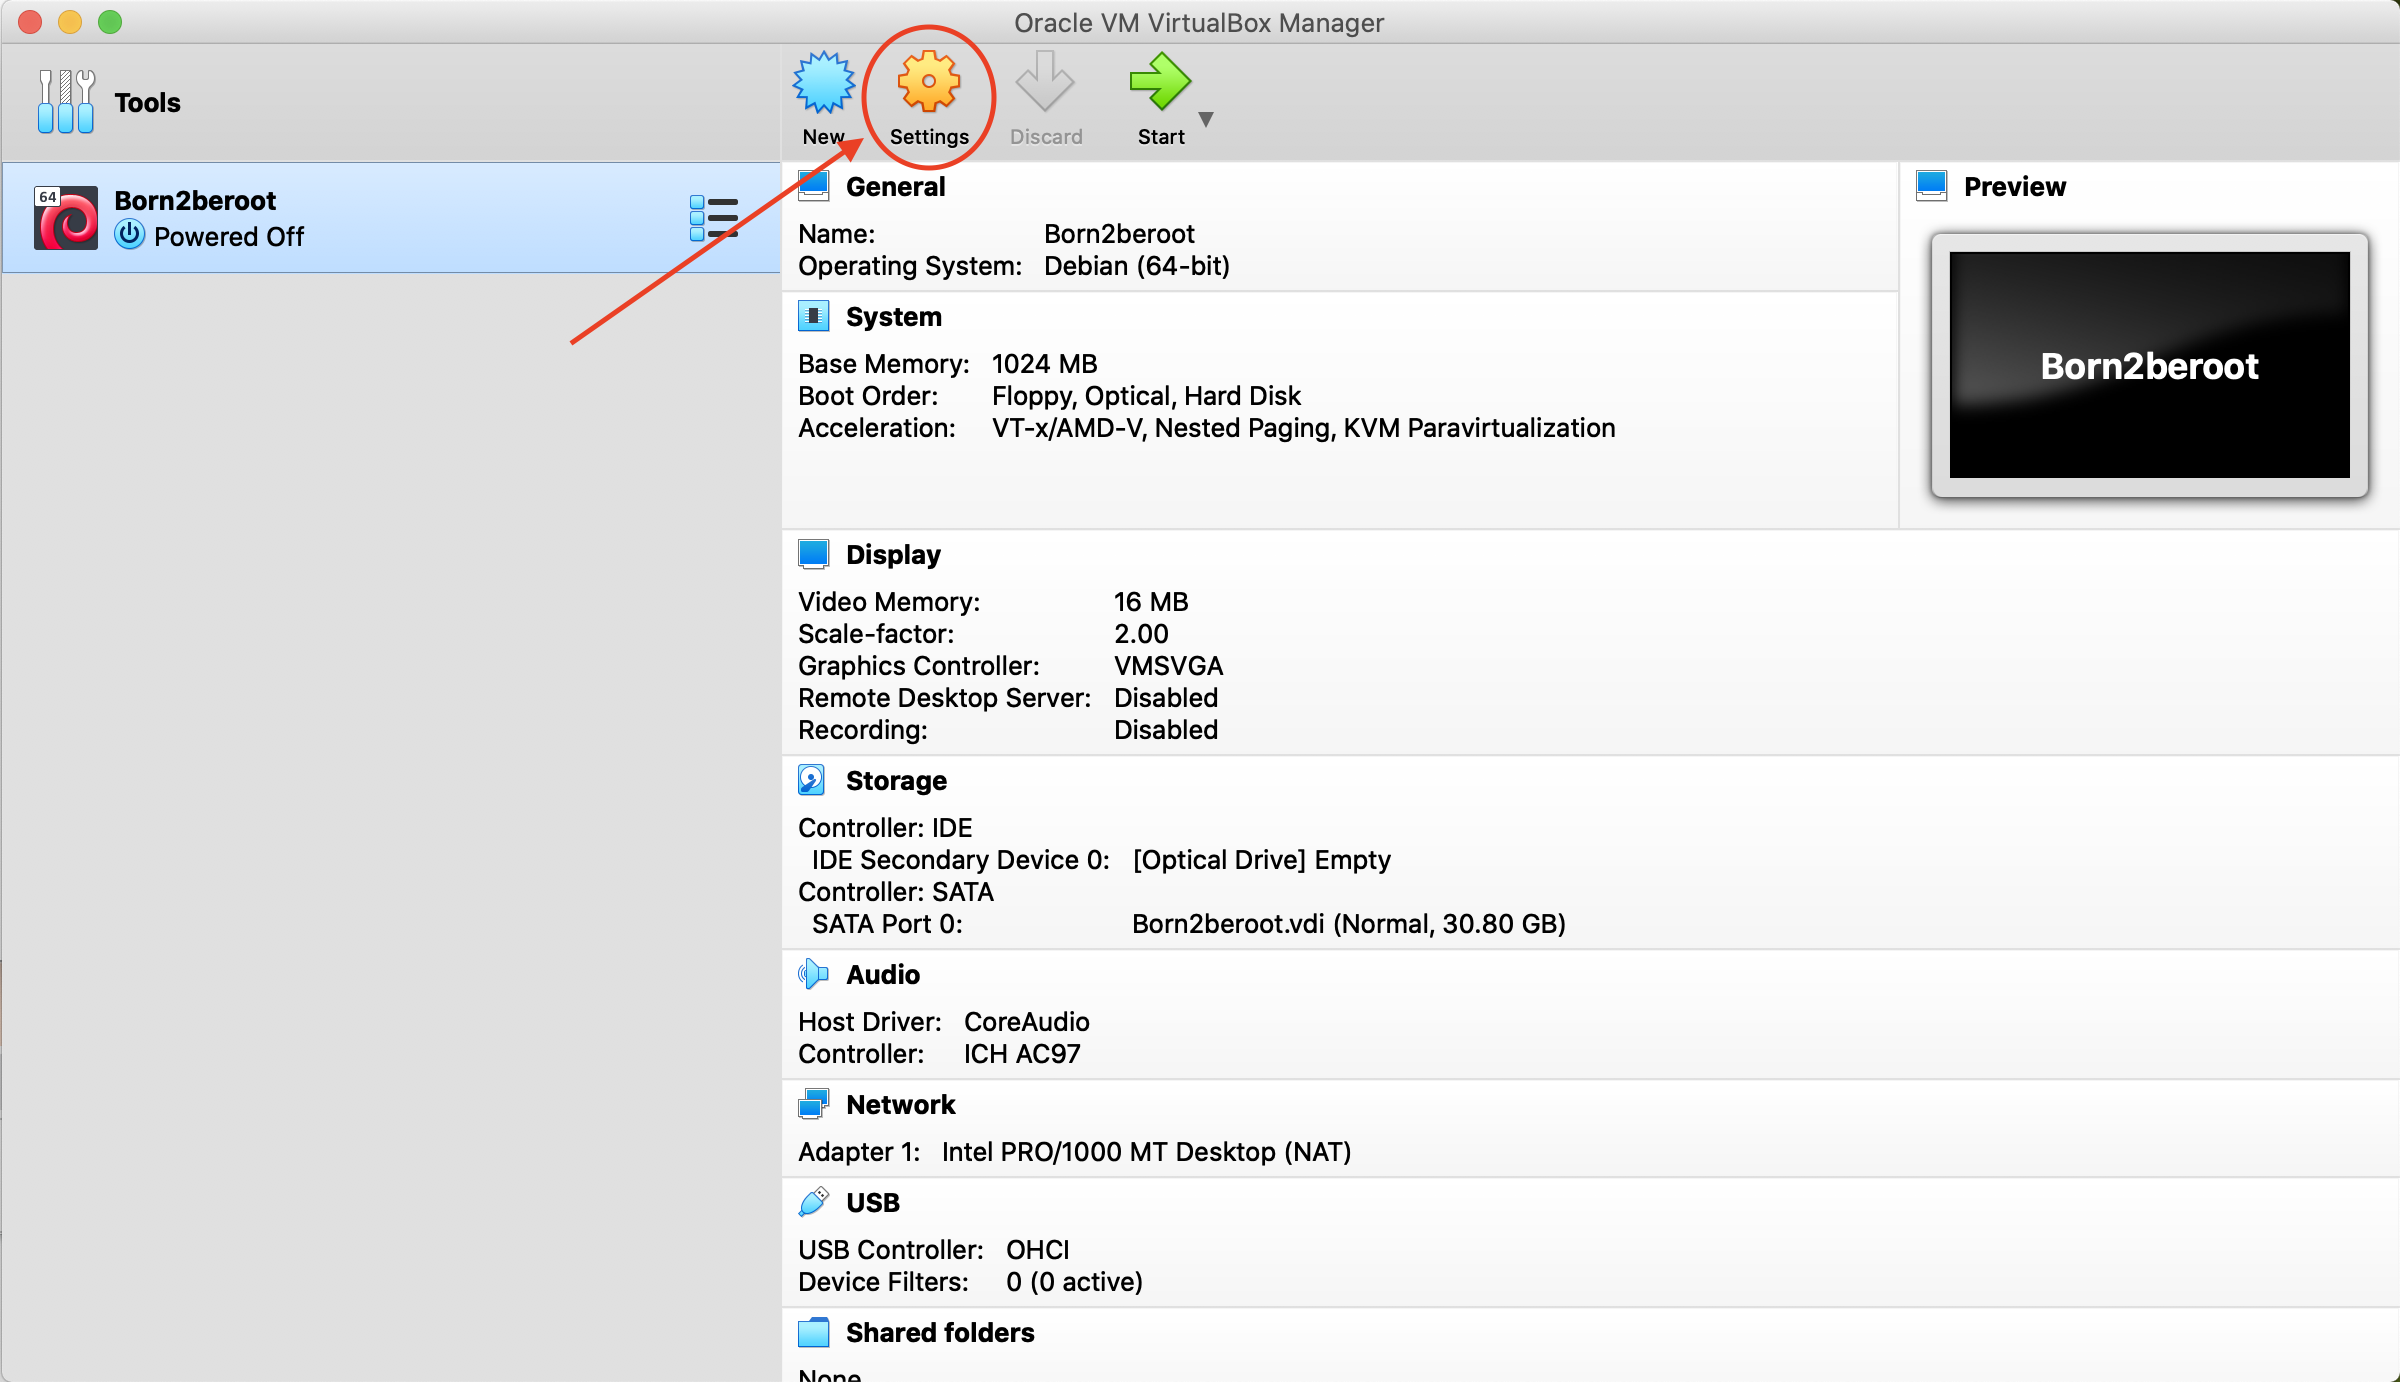 Oracle VM VirtualBox Manager
Tools
New Settings Discard Start
64
Born2beroot
Powered Off
General
Name: Born2beroot
Operating System: Debian (64-bit)
Preview
Born2beroot
System
Base Memory: 1024 MB
Boot Order: Floppy, Optical, Hard Disk
Acceleration: VT-x/AMD-V, Nested Paging, KVM Paravirtualization
Display
Video Memory: 16 MB
Scale-factor: 2.00
Graphics Controller: VMSVGA
Remote Desktop Server: Disabled
Recording: Disabled
Storage
Controller: IDE
IDE Secondary Device 0: [Optical Drive] Empty
Controller: SATA
SATA Port 0: Born2beroot.vdi (Normal, 30.80 GB)
Audio
Host Driver: CoreAudio
Controller: ICH AC97
Network
Adapter 1: Intel PRO/1000 MT Desktop (NAT)
USB
USB Controller: OHCI
Device Filters: 0 (0 active)
Shared folders
None